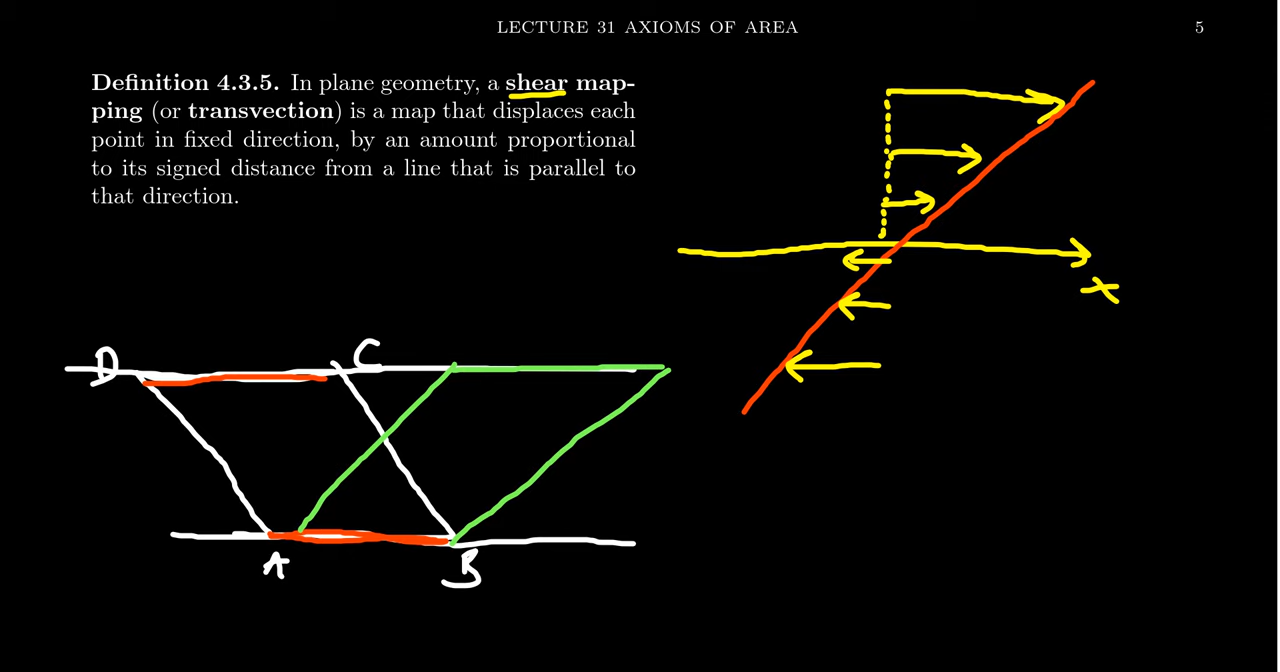 LECTURE 31 AXIOMS OF AREA 5
Definition 4.3.5. In plane geometry, a shear map-
ping (or transvection) is a map that displaces each
point in fixed direction, by an amount proportional
to its signed distance from a line that is parallel to
that direction.
x
D C
A B